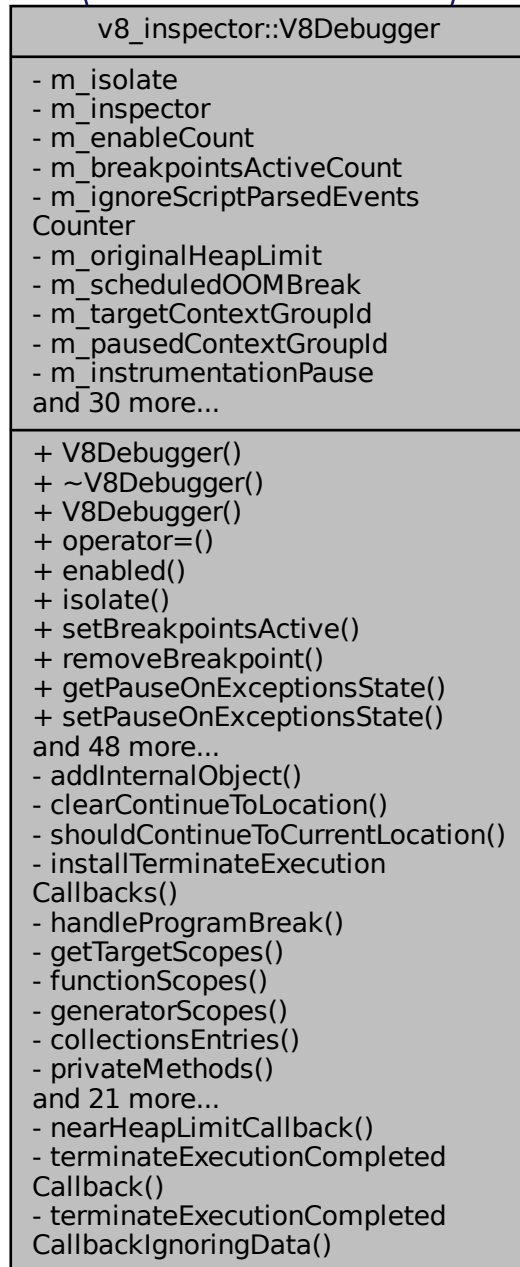 v8_inspector::V8Debugger
- m_isolate
- m_inspector
- m_enableCount
- m_breakpointsActiveCount
- m_ignoreScriptParsedEvents
Counter
- m_originalHeapLimit
- m_scheduledOOMBreak
- m_targetContextGroupId
- m_pausedContextGroupId
- m_instrumentationPause
and 30 more...
+ V8Debugger()
+ ~V8Debugger()
+ V8Debugger()
+ operator=()
+ enabled()
+ isolate()
+ setBreakpointsActive()
+ removeBreakpoint()
+ getPauseOnExceptionsState()
+ setPauseOnExceptionsState()
and 48 more...
- addInternalObject()
- clearContinueToLocation()
- shouldContinueToCurrentLocation()
- installTerminateExecution
Callbacks()
- handleProgramBreak()
- getTargetScopes()
- functionScopes()
- generatorScopes()
- collectionsEntries()
- privateMethods()
and 21 more...
- nearHeapLimitCallback()
- terminateExecutionCompleted
Callback()
- terminateExecutionCompleted
CallbackIgnoringData()